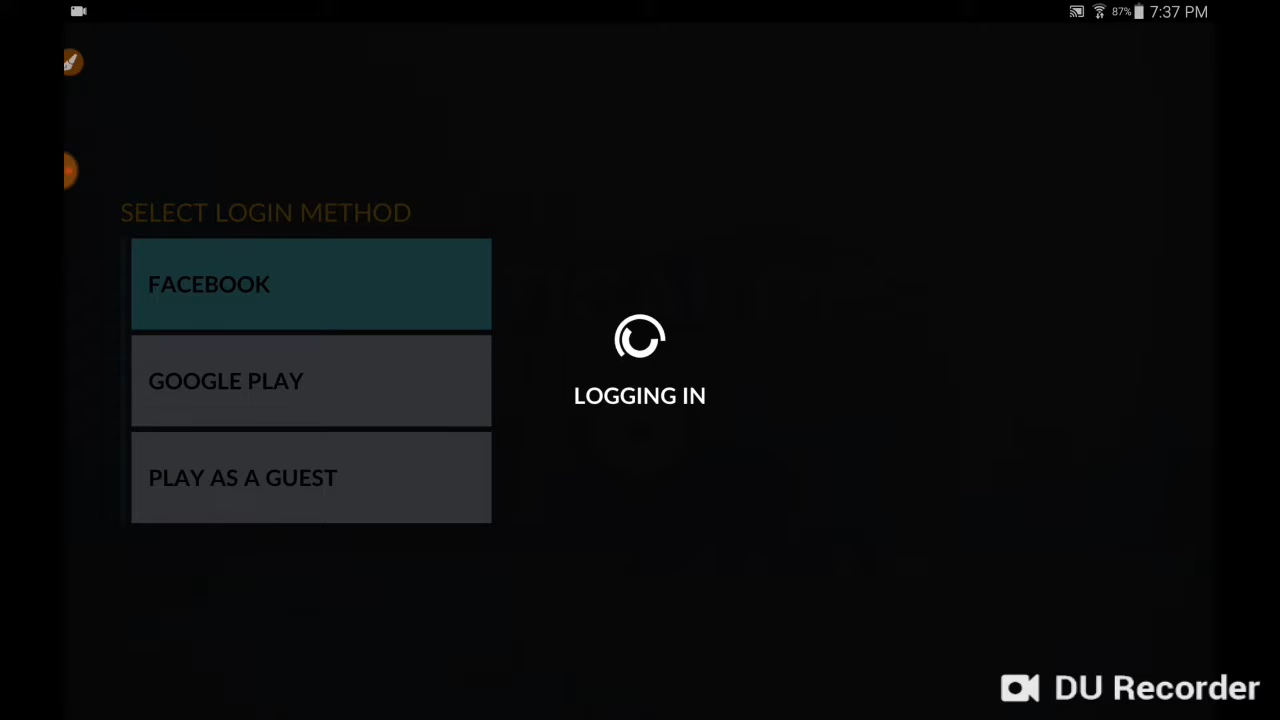 87% 7:37 PM
SELECT LOGIN METHOD
FACEBOOK
GOOGLE PLAY
PLAY AS A GUEST
LOGGING IN
DU Recorder